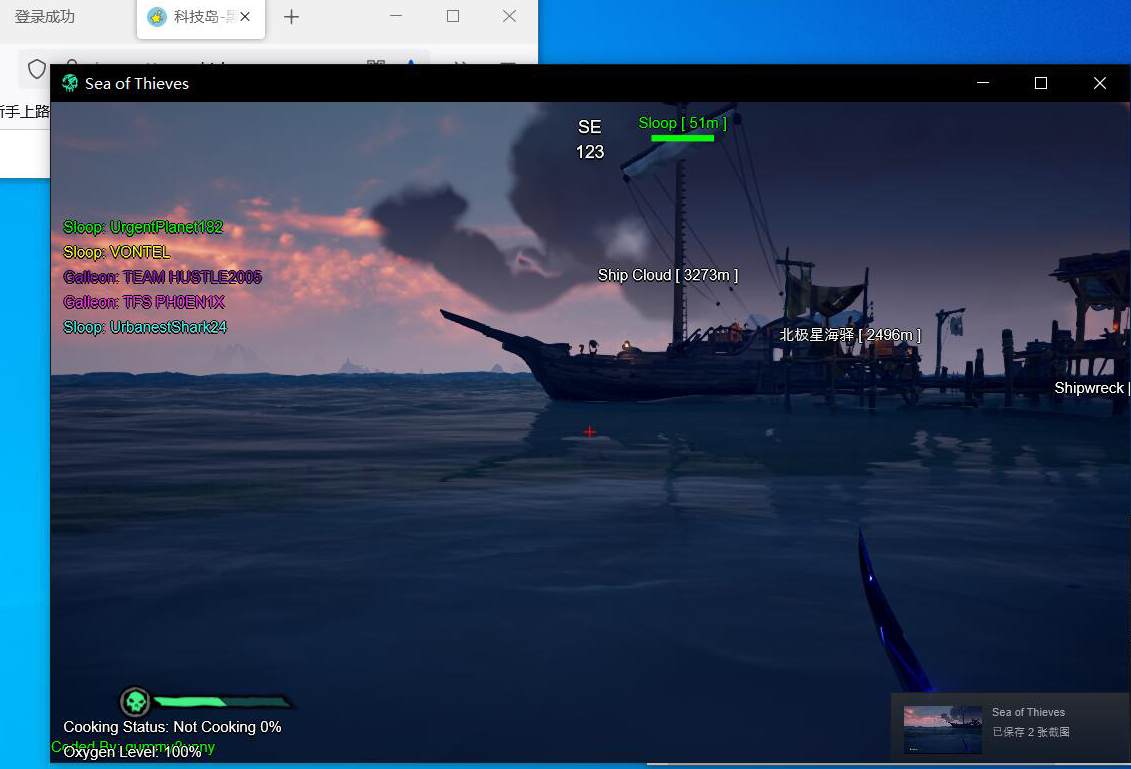 登录成功
科技岛-
新手上路
Sea of Thieves
SE
123
Sloop [ 51m ]
Sloop: UrgentPlanet182
Sloop: VONTEL
Galleon: TEAM HUSTLE2005
Galleon: TFS PH0EN1X
Sloop: UrbanestShark24
Ship Cloud [ 3273m ]
北极星海驿 [ 2496m ]
Shipwreck [
Cooking Status: Not Cooking 0%
Coded By:
Oxygen Level: 100%
Sea of Thieves
已保存 2 张截图